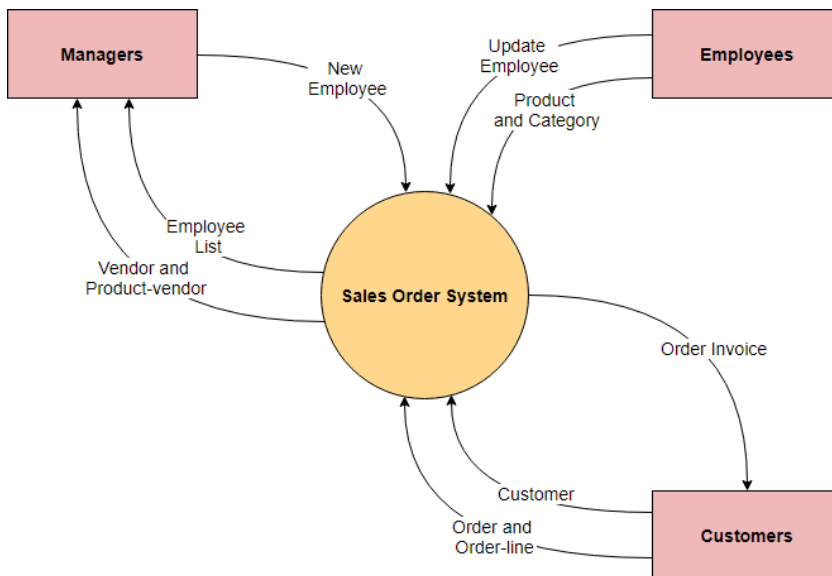 Managers
New
Employee
Update
Employee
Employees
Product
and Category
Employee
List
Vendor and
Product-vendor
Sales Order System
Order Invoice
Customer
Order and
Order-line
Customers